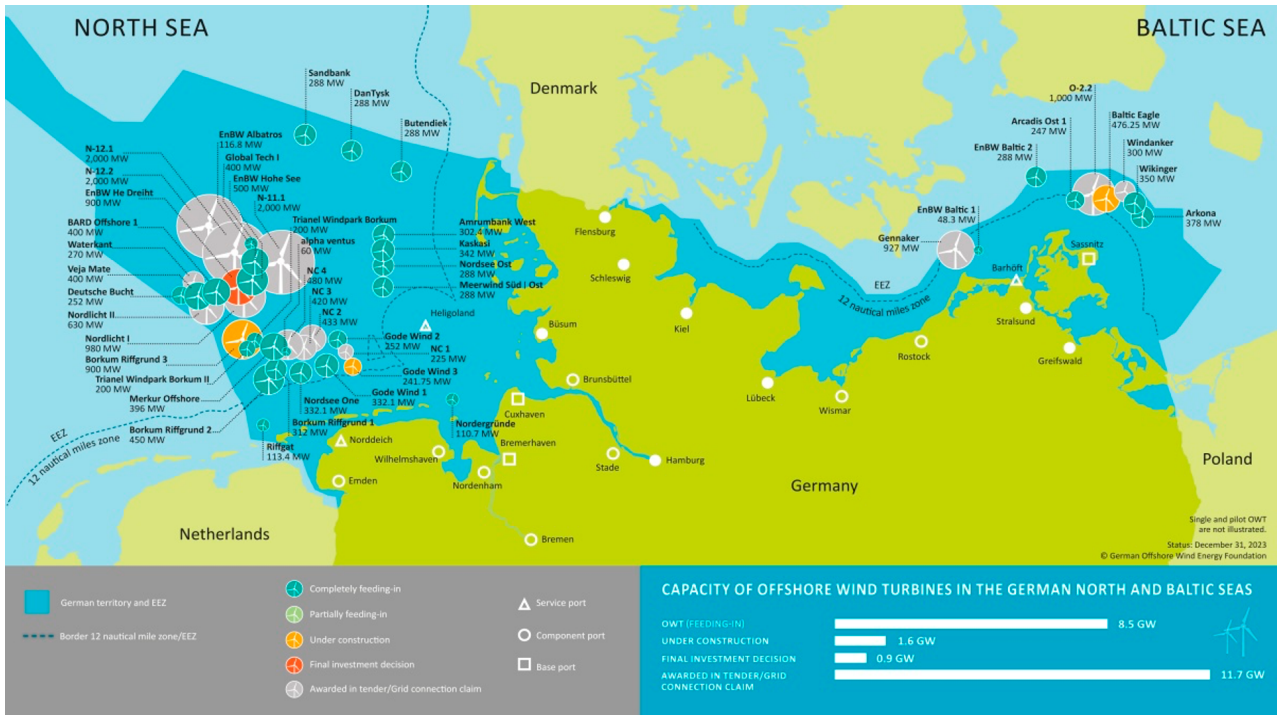 NORTH SEA
BALTIC SEA
Denmark
Sandbank
288 MW
DanTysk
288 MW
Butendiek
288 MW
EnBW Albatros
116.8 MW
Global Tech I
400 MW
EnBW Hohe See
500 MW
N-11.1
2,000 MW
N-12.1
2,000 MW
N-12.2
2,000 MW
EnBW He Dreiht
900 MW
BARD Offshore 1
400 MW
Waterkant
270 MW
Veja Mate
400 MW
Deutsche Bucht
252 MW
Nordlicht II
630 MW
Nordlicht I
980 MW
Borkum Riffgrund 3
900 MW
Trianel Windpark Borkum II
200 MW
Merkur Offshore
396 MW
Borkum Riffgrund 2
450 MW
Trianel Windpark Borkum
200 MW
alpha ventus
60 MW
NC 4
480 MW
NC 3
420 MW
NC 2
433 MW
Amrumbank West
302.4 MW
Kaskasi
342 MW
Nordsee Ost
288 MW
Meerwind Süd | Ost
288 MW
Heligoland
Gode Wind 2
252 MW
NC 1
225 MW
Gode Wind 3
241.75 MW
Gode Wind 1
332.1 MW
Nordsee One
332.1 MW
Borkum Riffgrund 1
312 MW
Riffgat
113.4 MW
Nordergründe
110.7 MW
EEZ
12 nautical miles zone
O-2.2
1,000 MW
Arcadis Ost 1
247 MW
Baltic Eagle
476.25 MW
EnBW Baltic 2
288 MW
Windanker
300 MW
Wikinger
350 MW
Arkona
378 MW
EnBW Baltic 1
48.3 MW
Gennaker
927 MW
EEZ
12 nautical miles zone
Flensburg
Schleswig
Kiel
Büsum
Brunsbüttel
Cuxhaven
Bremerhaven
Norddeich
Wilhelmshaven
Emden
Nordenham
Stade
Hamburg
Bremen
Lübeck
Wismar
Rostock
Barhöft
Sassnitz
Stralsund
Greifswald
Netherlands
Germany
Poland
Single and pilot OWT
are not illustrated.
Status: December 31, 2023
© German Offshore Wind Energy Foundation
German territory and EEZ
Border 12 nautical mile zone/EEZ
Completely feeding-in
Partially feeding-in
Under construction
Final investment decision
Awarded in tender/Grid connection claim
Service port
Component port
Base port
CAPACITY OF OFFSHORE WIND TURBINES IN THE GERMAN NORTH AND BALTIC SEAS
OWT (FEEDING-IN)
8.5 GW
UNDER CONSTRUCTION
1.6 GW
FINAL INVESTMENT DECISION
0.9 GW
AWARDED IN TENDER/GRID
CONNECTION CLAIM
11.7 GW